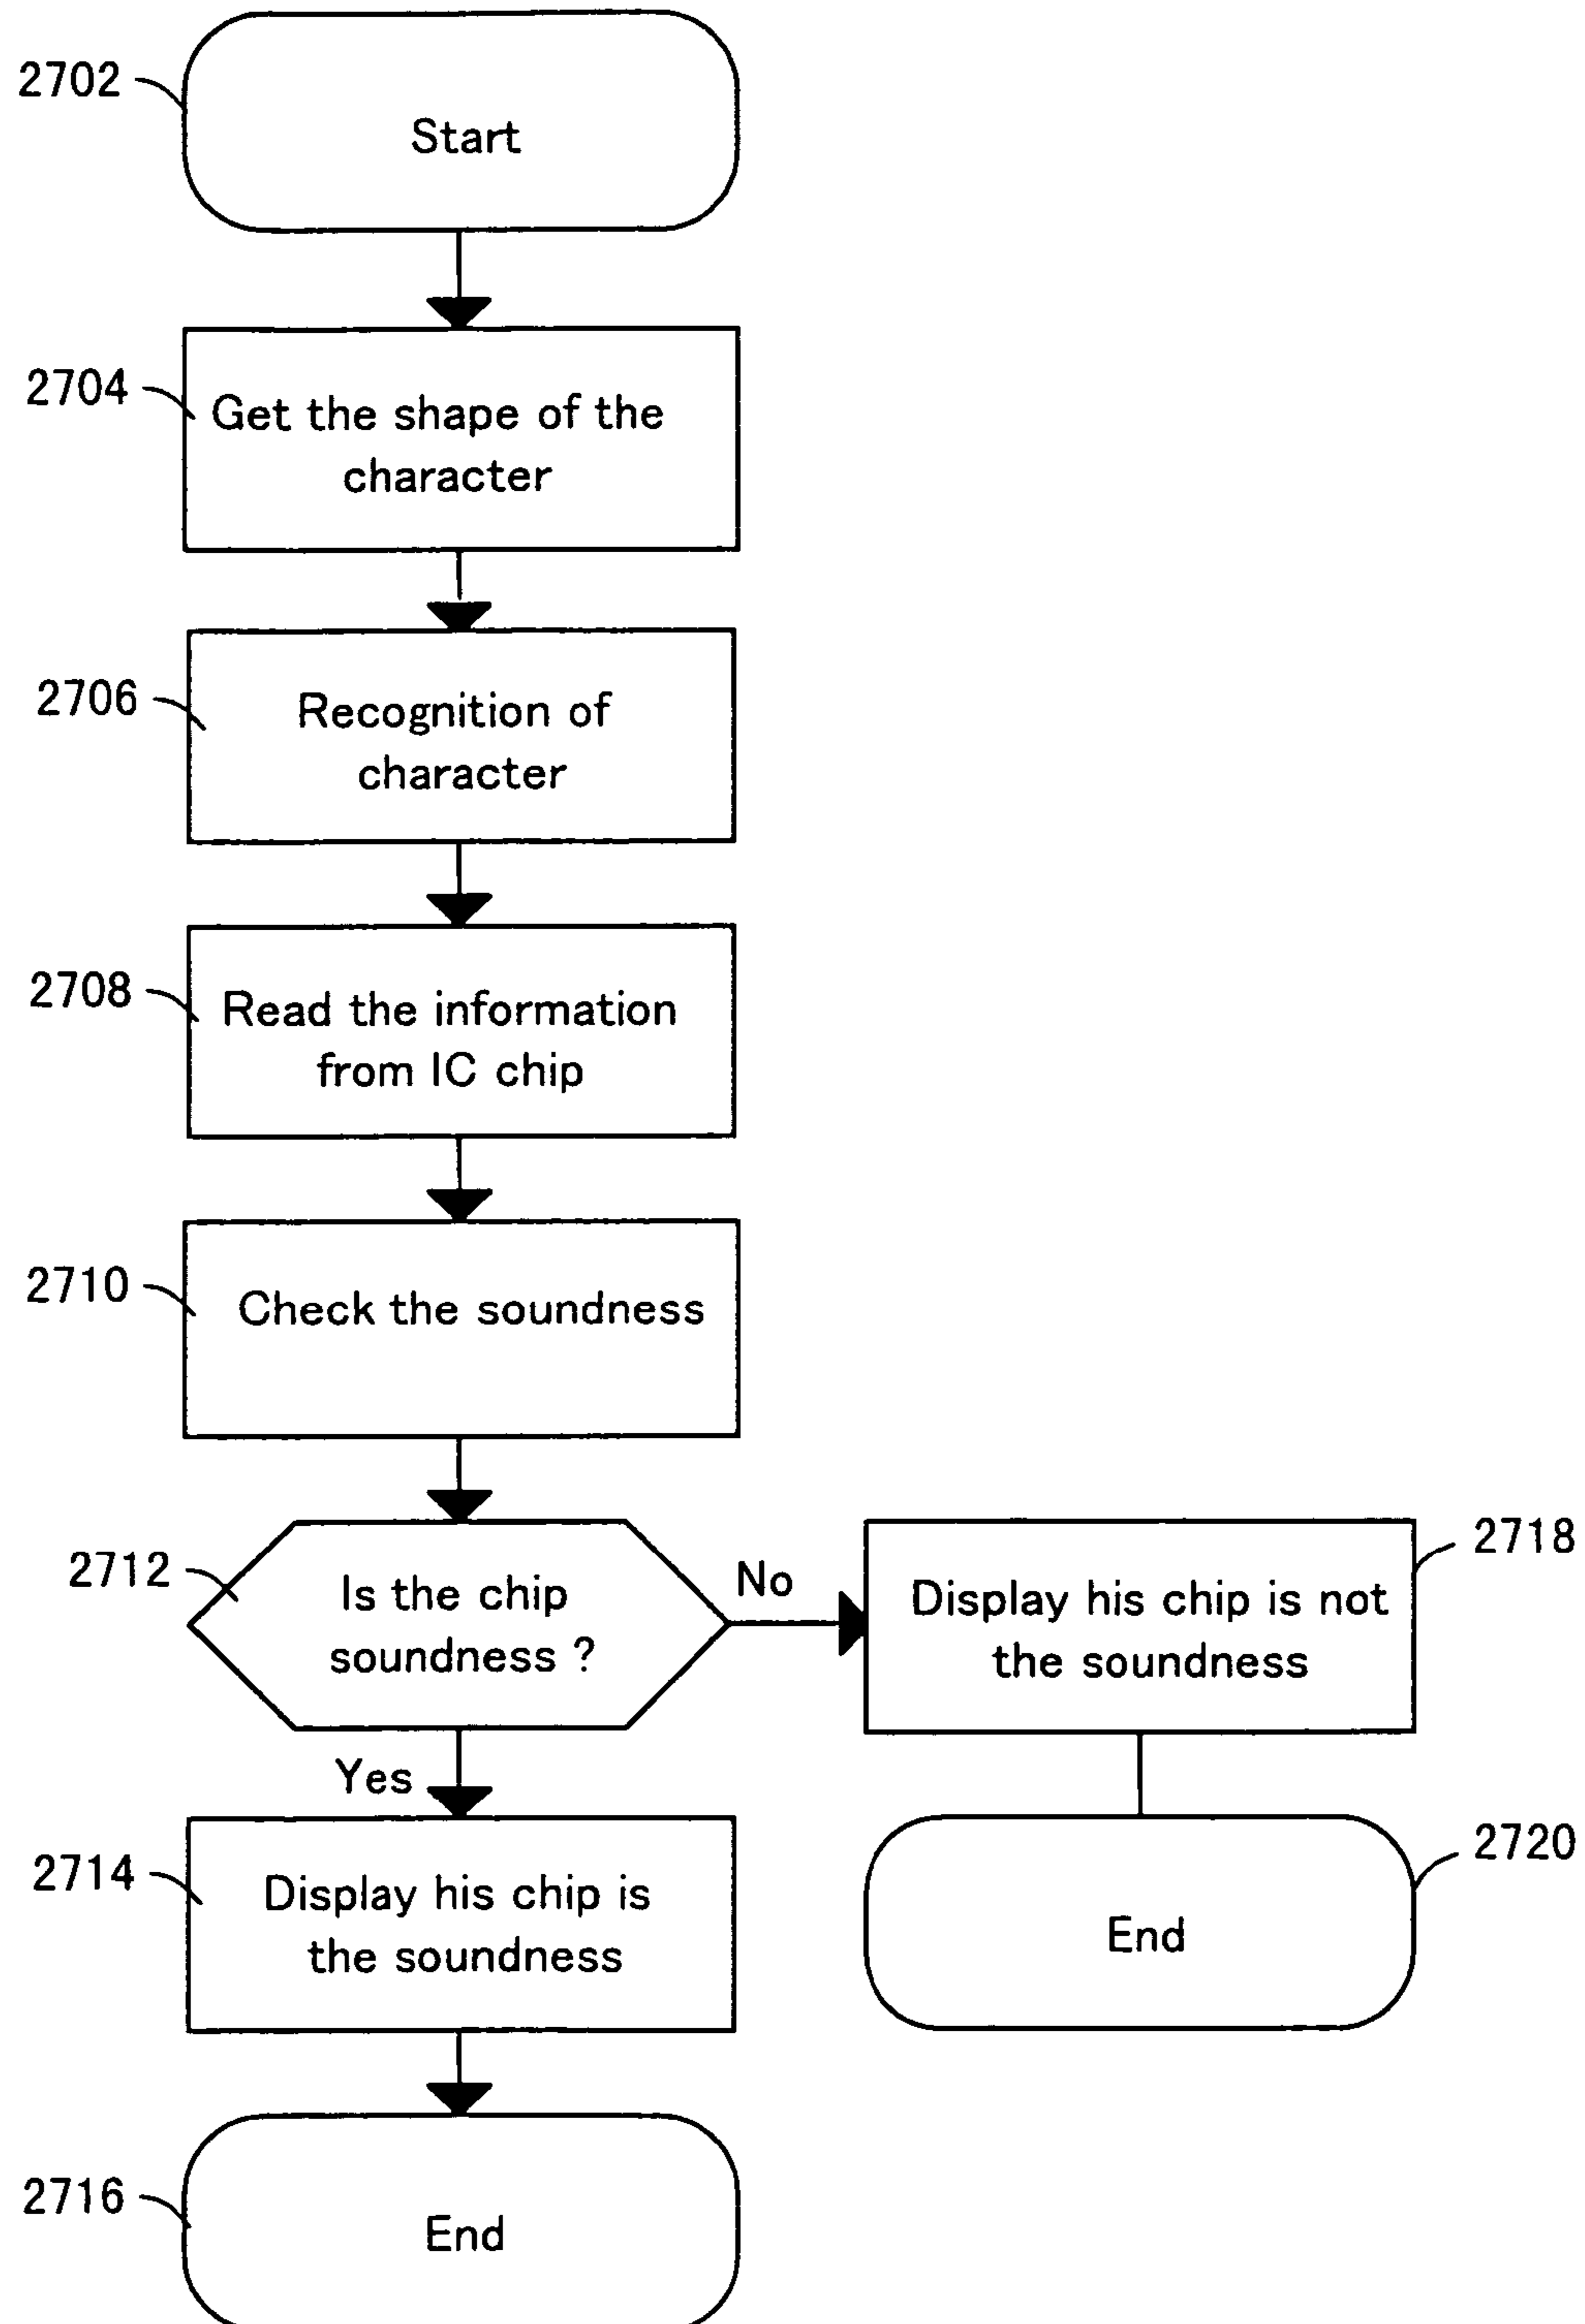 2702
Start
2704
Get the shape of the
character
2706
Recognition of
character
2708
Read the information
from IC chip
2710
Check the soundness
2712
Is the chip
soundness ?
No
2718
Display his chip is not
the soundness
Yes
2714
Display his chip is
the soundness
2720
End
2716
End